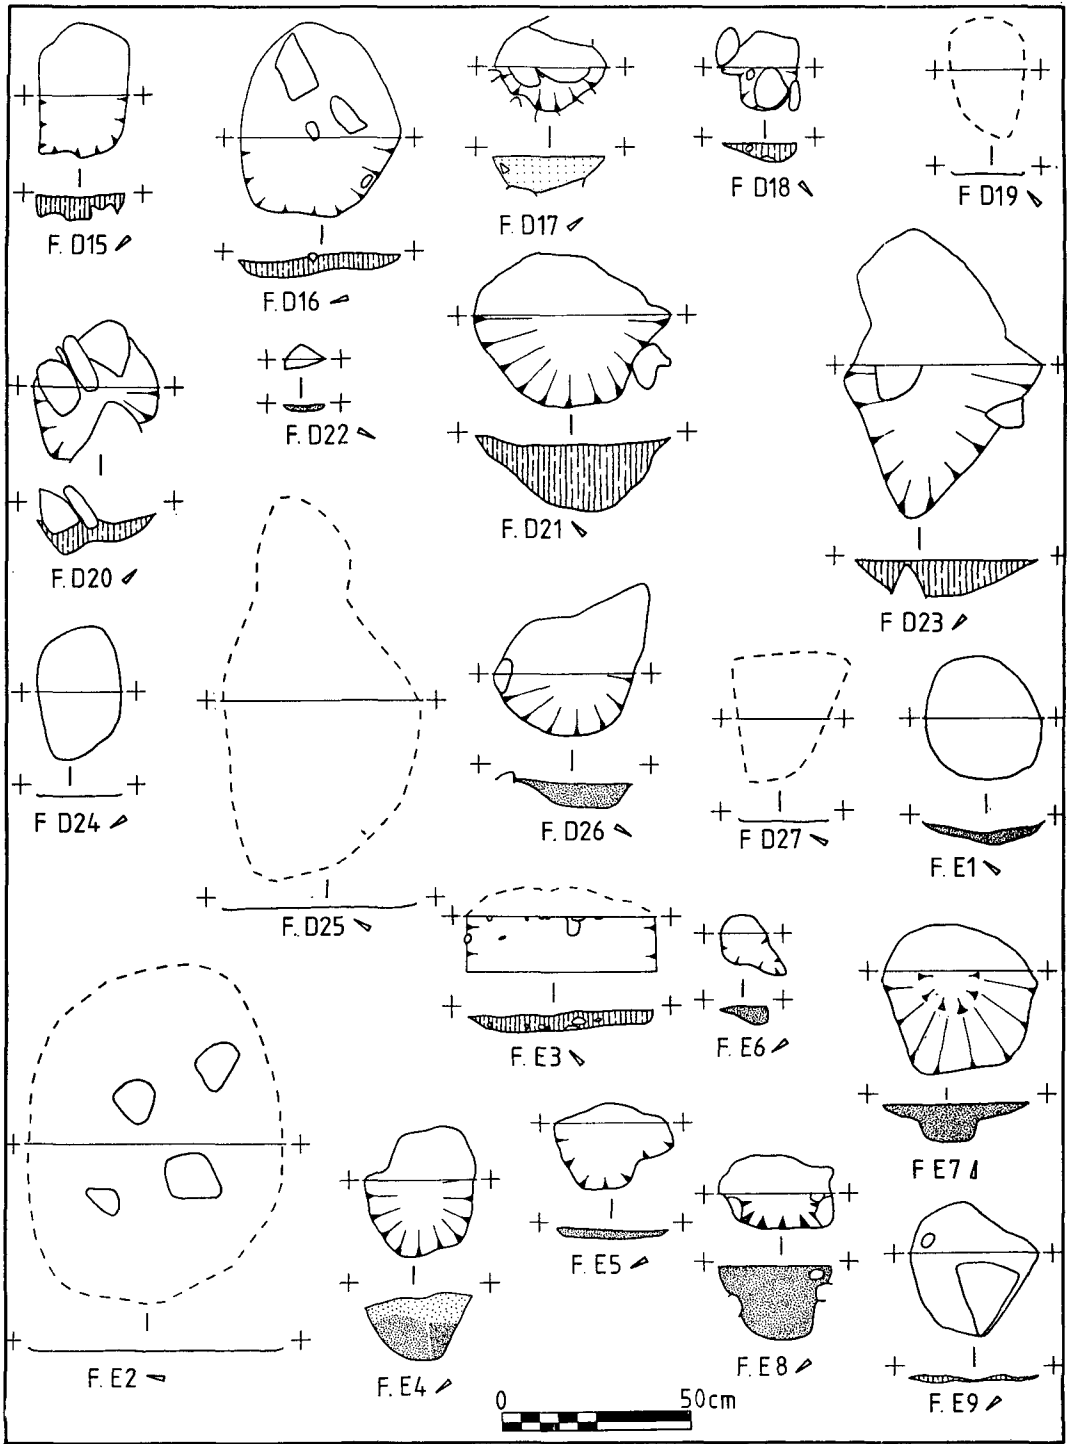 F. D15
F. D16
F. D17
F D18
F D19
F. D20
F. D22
F. D21
F D23
F D24
F. D25
F. D26
F D27
F. E1
F. E3
F. E6
F E7
F. E2
F. E4
F. E5
F. E8
F. E9
0 50cm